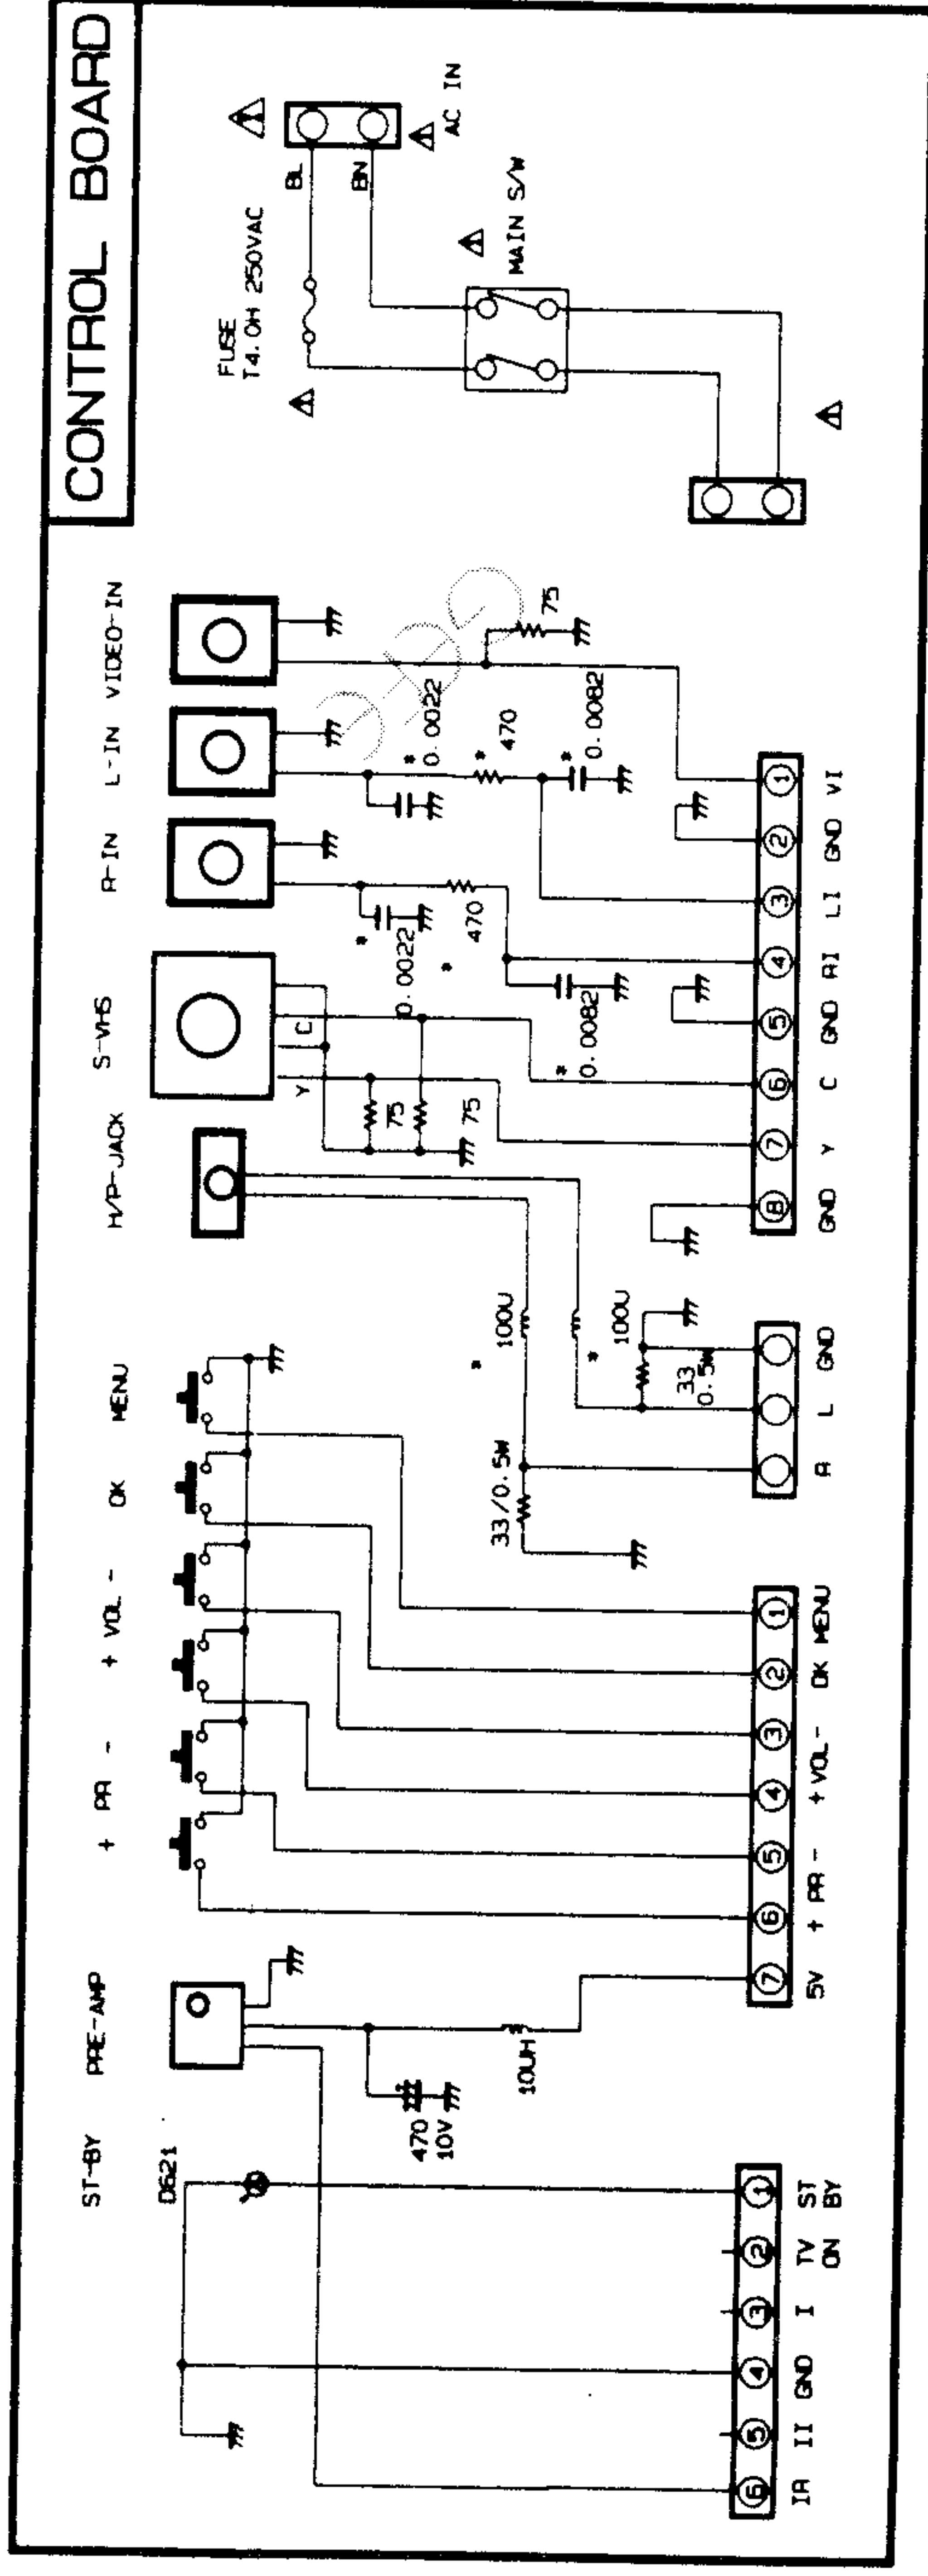 CONTROL BOARD
ST-BY
PRE-AMP
+ PR -
+ VOL -
OK
MENU
H/P-JACK
S-VHS
R-IN
L-IN
VIDEO-IN
D621
FUSE
T4.0H 250VAC
BL
BN
AC IN
MAIN S/W
Y
C
75
75
* 0.0022
* 470
* 0.0082
* 0.0022
* 470
* 0.0082
75
470
10V
10UH
33/0.5W
* 100U
* 100U
33
0.5W
6 5 4 3 2 1
IR II GND I TV ON ST BY
7 6 5 4 3 2 1
5V + PR - + VOL - OK MENU
R L GND
8 7 6 5 4 3 2 1
GND Y C GND RI LI GND VI